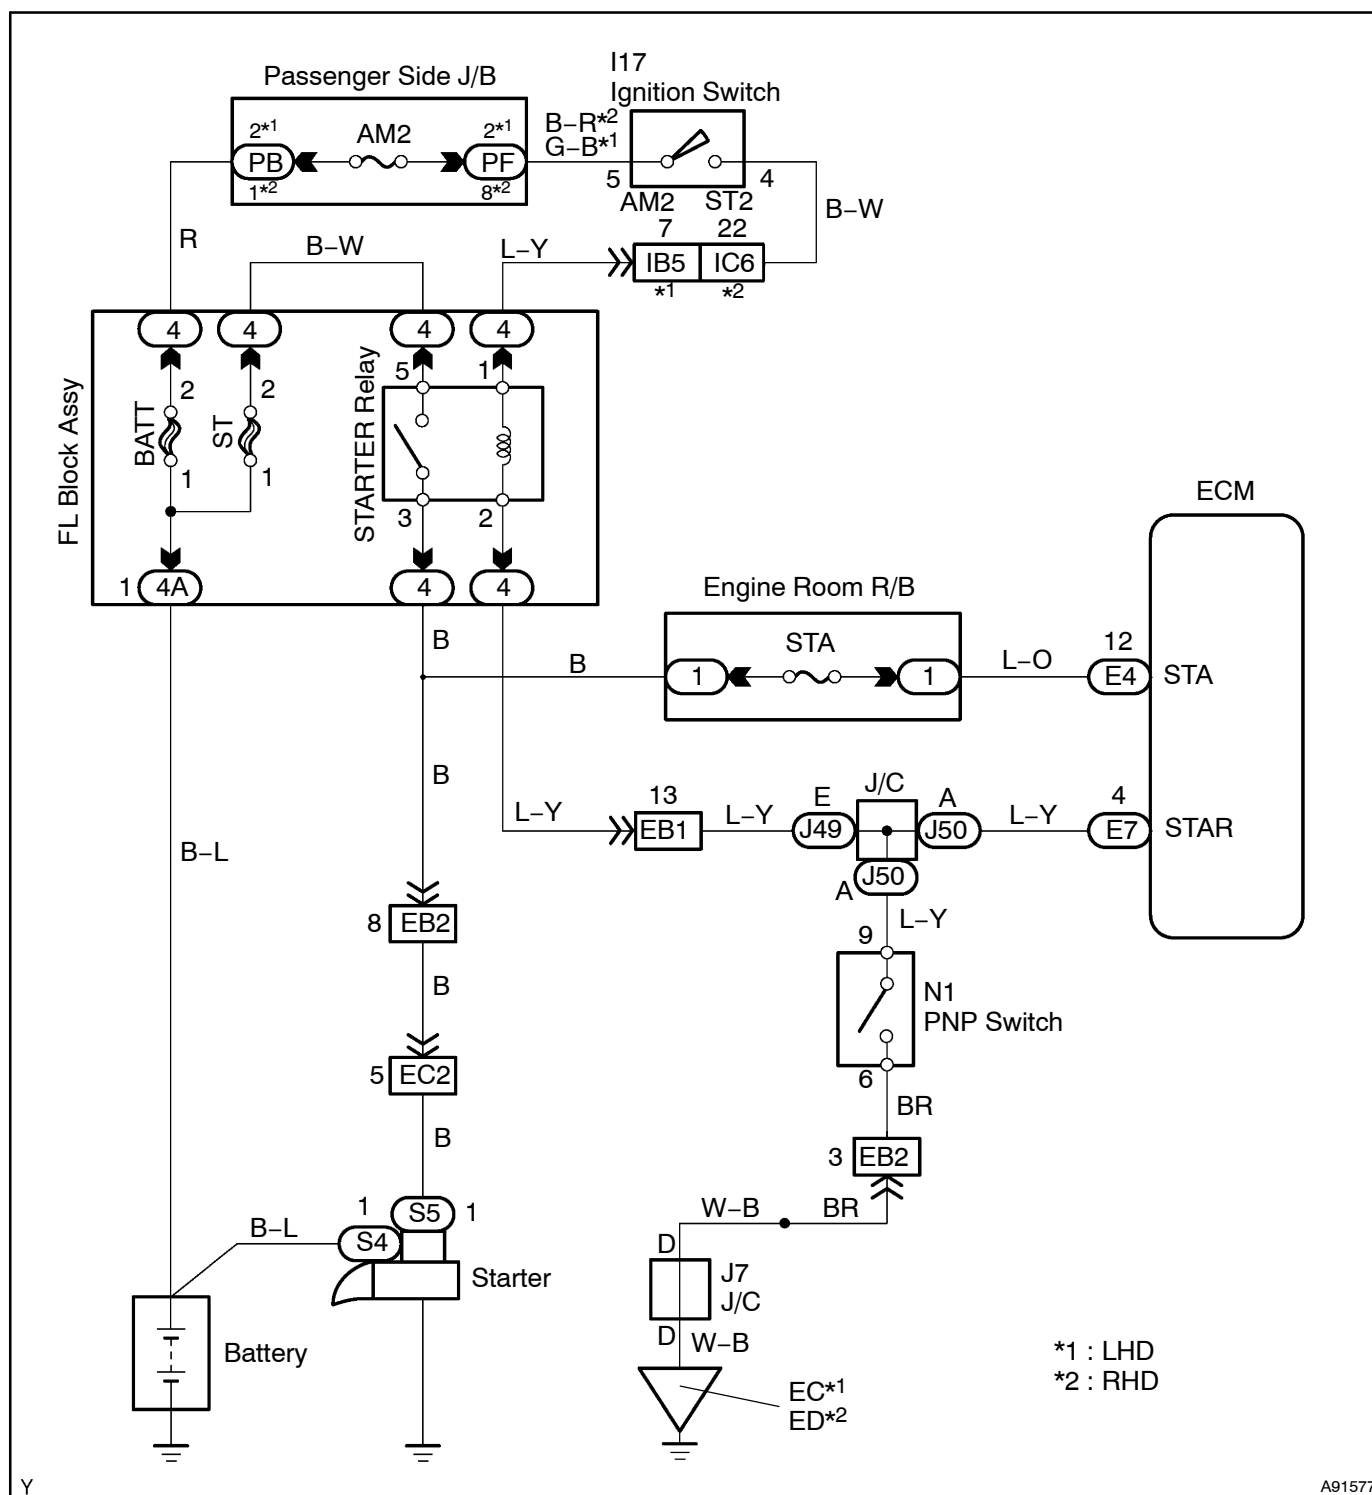 I17
Passenger Side J/B
Ignition Switch
2*1
AM2
2*1
B–R*2
G–B*1
PB
PF
1*2
8*2
5
4
AM2
ST2
B–W
7
22
R
B–W
L–Y
IB5
IC6
*1
*2
4
4
4
4
FL Block Assy
BATT
2
ST
2
STARTER Relay
5
1
1
1
3
2
1
4A
4
4
ECM
Engine Room R/B
B
STA
12
B
1
1
L–O
E4
STA
B
13
E
J/C
A
4
L–Y
EB1
L–Y
J49
J50
L–Y
E7
STAR
B–L
A
J50
L–Y
8
EB2
9
B
N1
PNP Switch
5
EC2
6
BR
B
3
EB2
1
S5
1
W–B
BR
B–L
S4
D
Starter
J7
J/C
D
W–B
Battery
*1 : LHD
*2 : RHD
EC*1
ED*2
Y
A91577